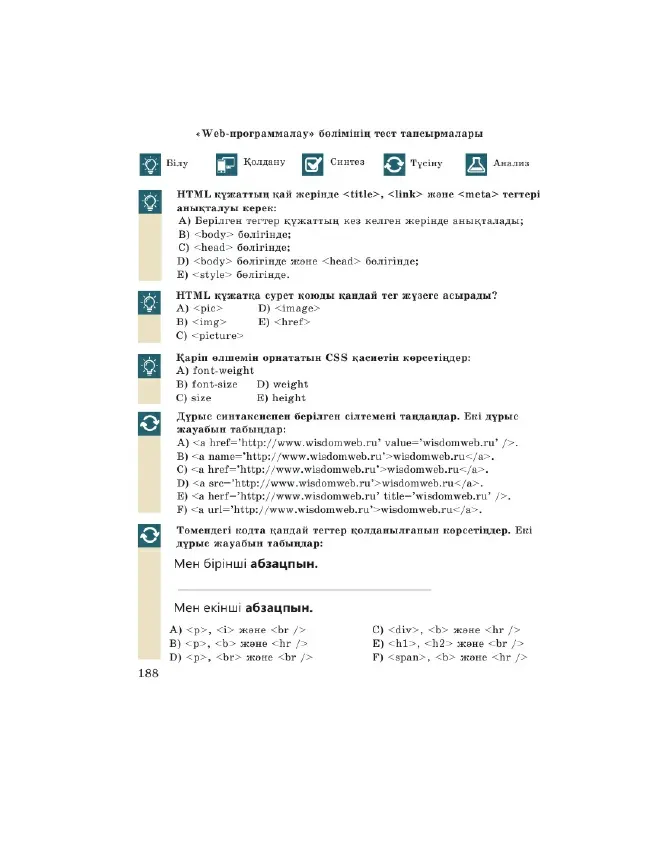 «Web-программалау» бөлімінің тест тапсырмалары
Білу Қолдану Синтез Түсіну Анализ
HTML құжаттың қай жерінде <title>, <link> және <meta> тегтері
анықталуы керек:
A) Берілген тегтер құжаттың кез келген жерінде анықталады;
B) <body> бөлігінде;
C) <head> бөлігінде;
D) <body> бөлігінде және <head> бөлігінде;
E) <style> бөлігінде.
HTML құжатқа сурет қоюды қандай тег жүзеге асырады?
A) <pic> D) <image>
B) <img> E) <href>
C) <picture>
Қаріп өлшемін орнататын CSS қасиетін көрсетіңдер:
A) font-weight
B) font-size D) weight
C) size E) height
Дұрыс синтаксиспен берілген сілтемені таңдаңдар. Екі дұрыс
жауабын табыңдар:
A) <a href='http://www.wisdomweb.ru' value='wisdomweb.ru' />.
B) <a name='http://www.wisdomweb.ru'>wisdomweb.ru</a>.
C) <a href='http://www.wisdomweb.ru'>wisdomweb.ru</a>.
D) <a src='http://www.wisdomweb.ru'>wisdomweb.ru</a>.
E) <a herf='http://www.wisdomweb.ru' title='wisdomweb.ru' />.
F) <a url='http://www.wisdomweb.ru'>wisdomweb.ru</a>.
Төмендегі кодта қандай тегтер қолданылғанын көрсетіңдер. Екі
дұрыс жауабын табыңдар:
Мен бірінші абзацпын.
Мен екінші абзацпын.
A) <p>, <i> және <br /> C) <div>, <b> және <hr />
B) <p>, <b> және <hr /> E) <h1>, <h2> және <br />
D) <p>, <br> және <br /> F) <span>, <b> және <hr />
188